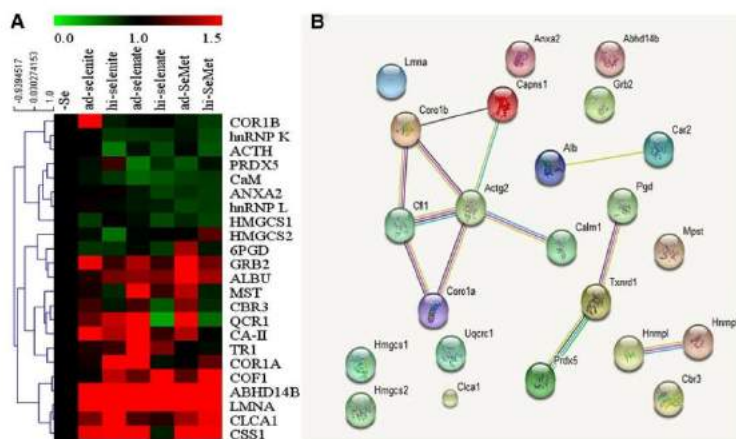 A
0.0 1.0 1.5
-0.9394517
-0.030274153
1.0
-Se
ad-selenite
hi-selenite
ad-selenate
hi-selenate
ad-SeMet
hi-SeMet
COR1B
hnRNP K
ACTH
PRDX5
CaM
ANXA2
hnRNP L
HMGCS1
HMGCS2
6PGD
GRB2
ALBU
MST
CBR3
QCR1
CA-II
TR1
COR1A
COF1
ABHD14B
LMNA
CLCA1
CSS1
B
Anxa2
Abhd14b
Lmna
Capns1
Grb2
Coro1b
Car2
Alb
Actg2
Pgd
Cfl1
Calm1
Mpst
Coro1a
Txnrd1
Hnrnpl
Hnrnp
Uqcrc1
Hmgcs1
Prdx5
Cbr3
Hmgcs2
Clca1